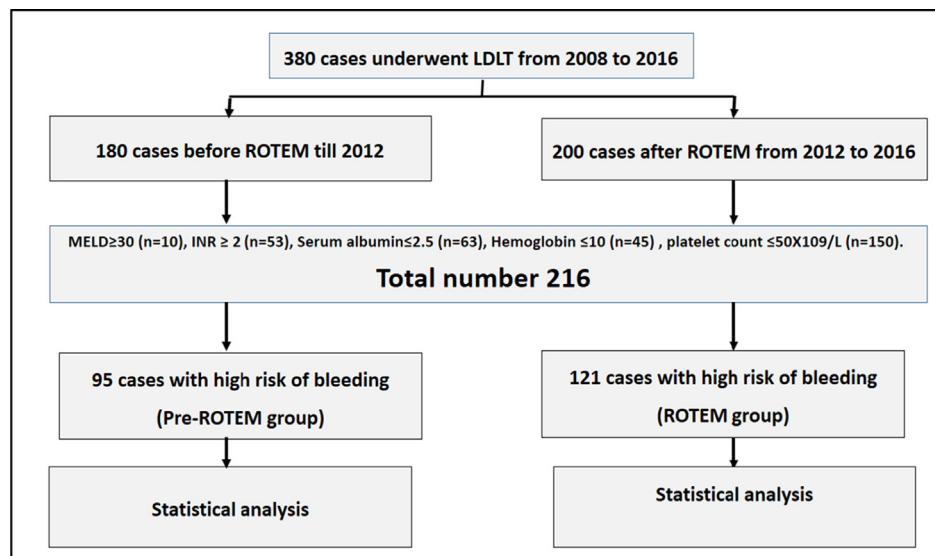 380 cases underwent LDLT from 2008 to 2016
180 cases before ROTEM till 2012
200 cases after ROTEM from 2012 to 2016
MELD≥30 (n=10), INR ≥ 2 (n=53), Serum albumin≤2.5 (n=63), Hemoglobin ≤10 (n=45) , platelet count ≤50X109/L (n=150).
Total number 216
95 cases with high risk of bleeding
(Pre-ROTEM group)
121 cases with high risk of bleeding
(ROTEM group)
Statistical analysis
Statistical analysis